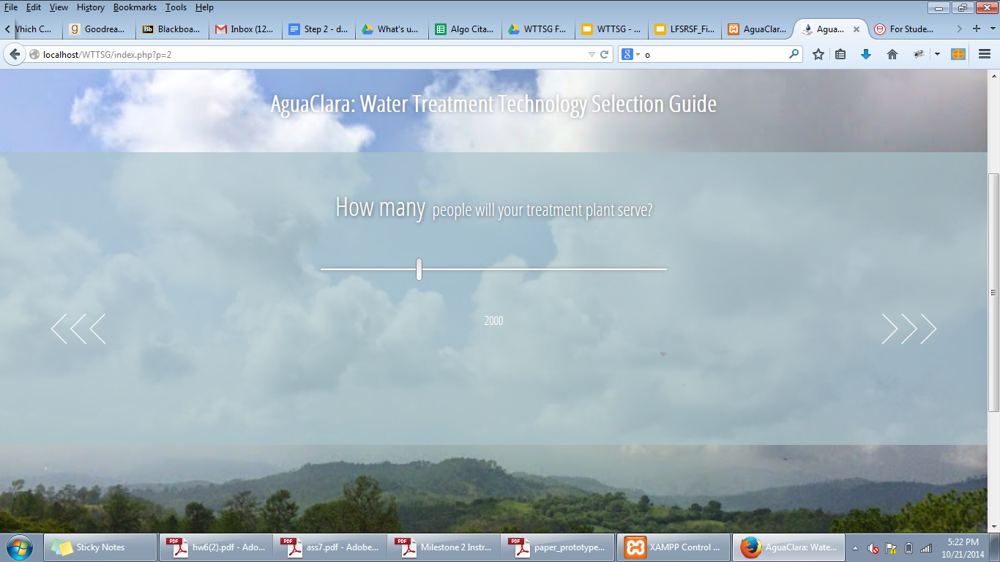 File Edit View History Bookmarks Tools Help
Which C... Goodrea... Blackboa... Inbox (12... Step 2 - d... What's u... Algo Cita... WTTSG F... WTTSG - ... LFSRSF_Fi... AguaClar... Agua... For Stude...
localhost/WTTSG/index.php?p=2 o
AguaClara: Water Treatment Technology Selection Guide
How many people will your treatment plant serve?
2000
Sticky Notes hw6(2).pdf - Ado... ass7.pdf - Adobe... Milestone 2 Instr... paper_prototype... XAMPP Control ... AguaClara: Wate... 5:22 PM
10/21/2014